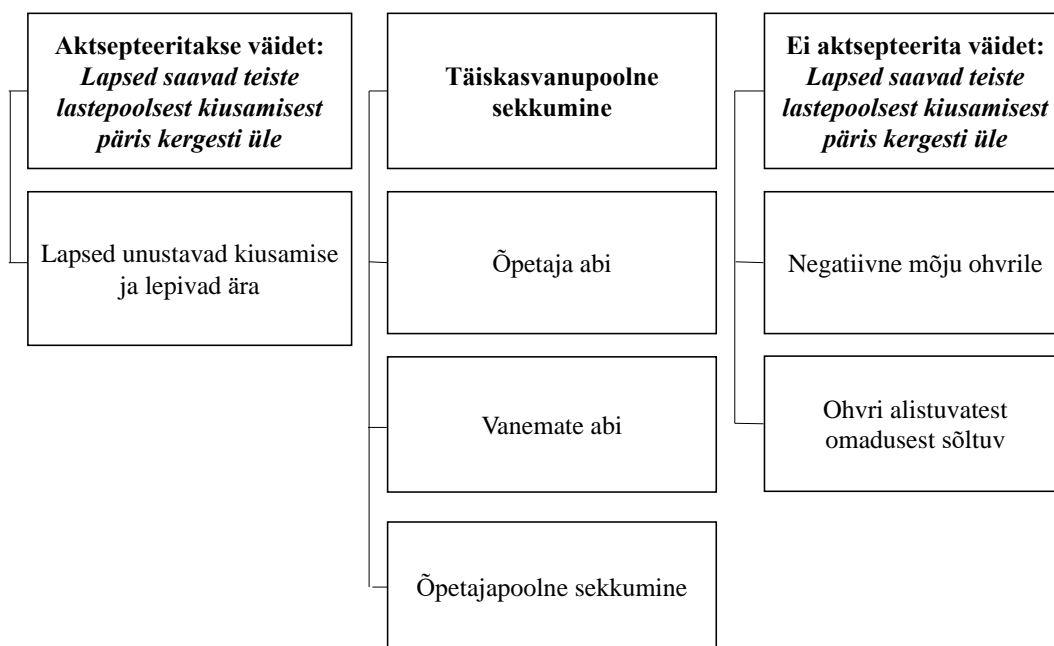 Aktsepteeritakse väidet:
Lapsed saavad teiste
lastepoolsest kiusamisest
päris kergesti üle
Lapsed unustavad kiusamise
ja lepivad ära
Täiskasvanupoolne
sekkumine
Õpetaja abi
Vanemate abi
Õpetajapoolne sekkumine
Ei aktsepteerita väidet:
Lapsed saavad teiste
lastepoolsest kiusamisest
päris kergesti üle
Negatiivne mõju ohvrile
Ohvri alistuvatest
omadusest sõltuv